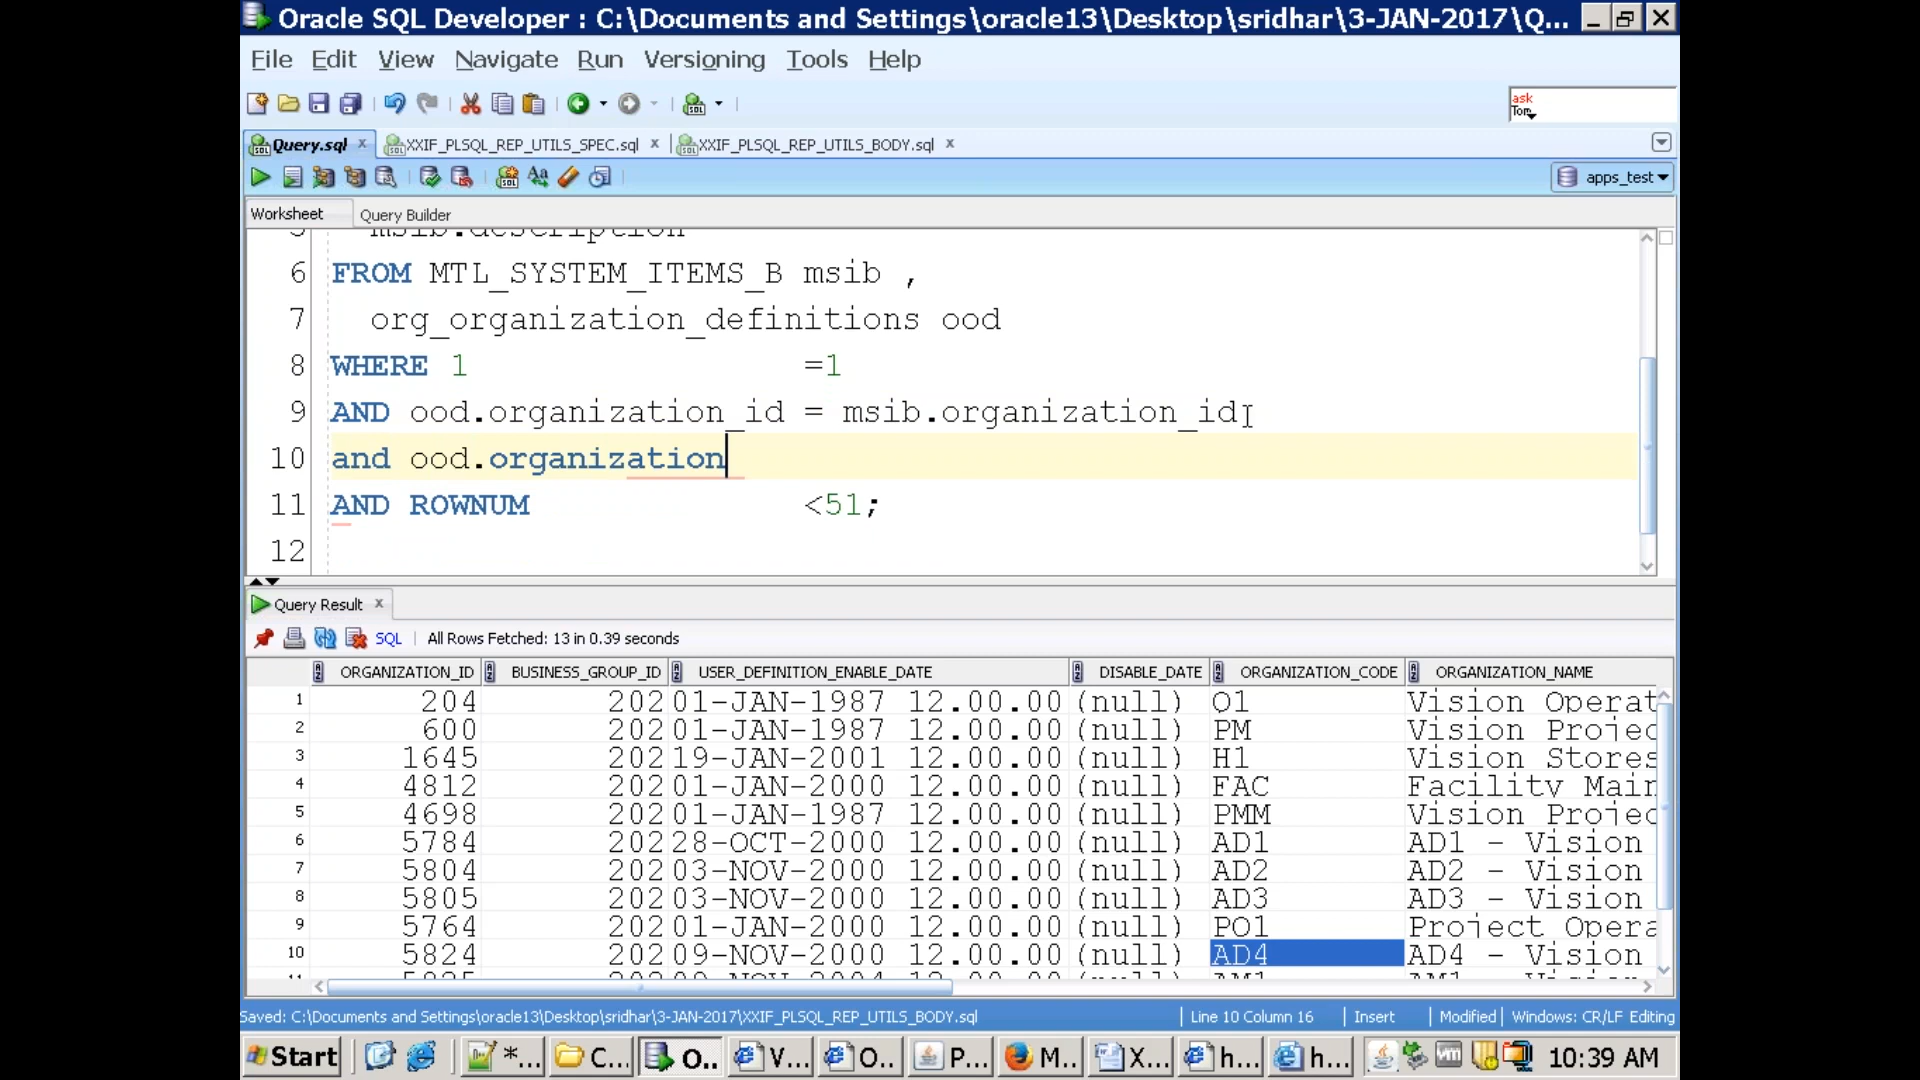 Oracle SQL Developer : C:\Documents and Settings\oracle13\Desktop\sridhar\3-JAN-2017\Q...
File Edit View Navigate Run Versioning Tools Help
ask
Tom
Query.sql x XXIF_PLSQL_REP_UTILS_SPEC.sql x XXIF_PLSQL_REP_UTILS_BODY.sql x
apps_test
Worksheet Query Builder
5 msib.description
6 FROM MTL_SYSTEM_ITEMS_B msib ,
7 org_organization_definitions ood
8 WHERE 1 =1
9 AND ood.organization_id = msib.organization_id
10 and ood.organization
11 AND ROWNUM <51;
12
Query Result x
SQL All Rows Fetched: 13 in 0.39 seconds
ORGANIZATION_ID BUSINESS_GROUP_ID USER_DEFINITION_ENABLE_DATE DISABLE_DATE ORGANIZATION_CODE ORGANIZATION_NAME
1 204 202 01-JAN-1987 12.00.00 (null) O1 Vision Operat
2 600 202 01-JAN-1987 12.00.00 (null) PM Vision Projec
3 1645 202 19-JAN-2001 12.00.00 (null) H1 Vision Stores
4 4812 202 01-JAN-2000 12.00.00 (null) FAC Facility Main
5 4698 202 01-JAN-1987 12.00.00 (null) PMM Vision Projec
6 5784 202 28-OCT-2000 12.00.00 (null) AD1 AD1 - Vision
7 5804 202 03-NOV-2000 12.00.00 (null) AD2 AD2 - Vision
8 5805 202 03-NOV-2000 12.00.00 (null) AD3 AD3 - Vision
9 5764 202 01-JAN-2000 12.00.00 (null) PO1 Project Opera
10 5824 202 09-NOV-2000 12.00.00 (null) AD4 AD4 - Vision
Saved: C:\Documents and Settings\oracle13\Desktop\sridhar\3-JAN-2017\XXIF_PLSQL_REP_UTILS_BODY.sql Line 10 Column 16 Insert Modified Windows: CR/LF Editing
Start *... C... O.. V... O... P... M.. X... h... h... 10:39 AM